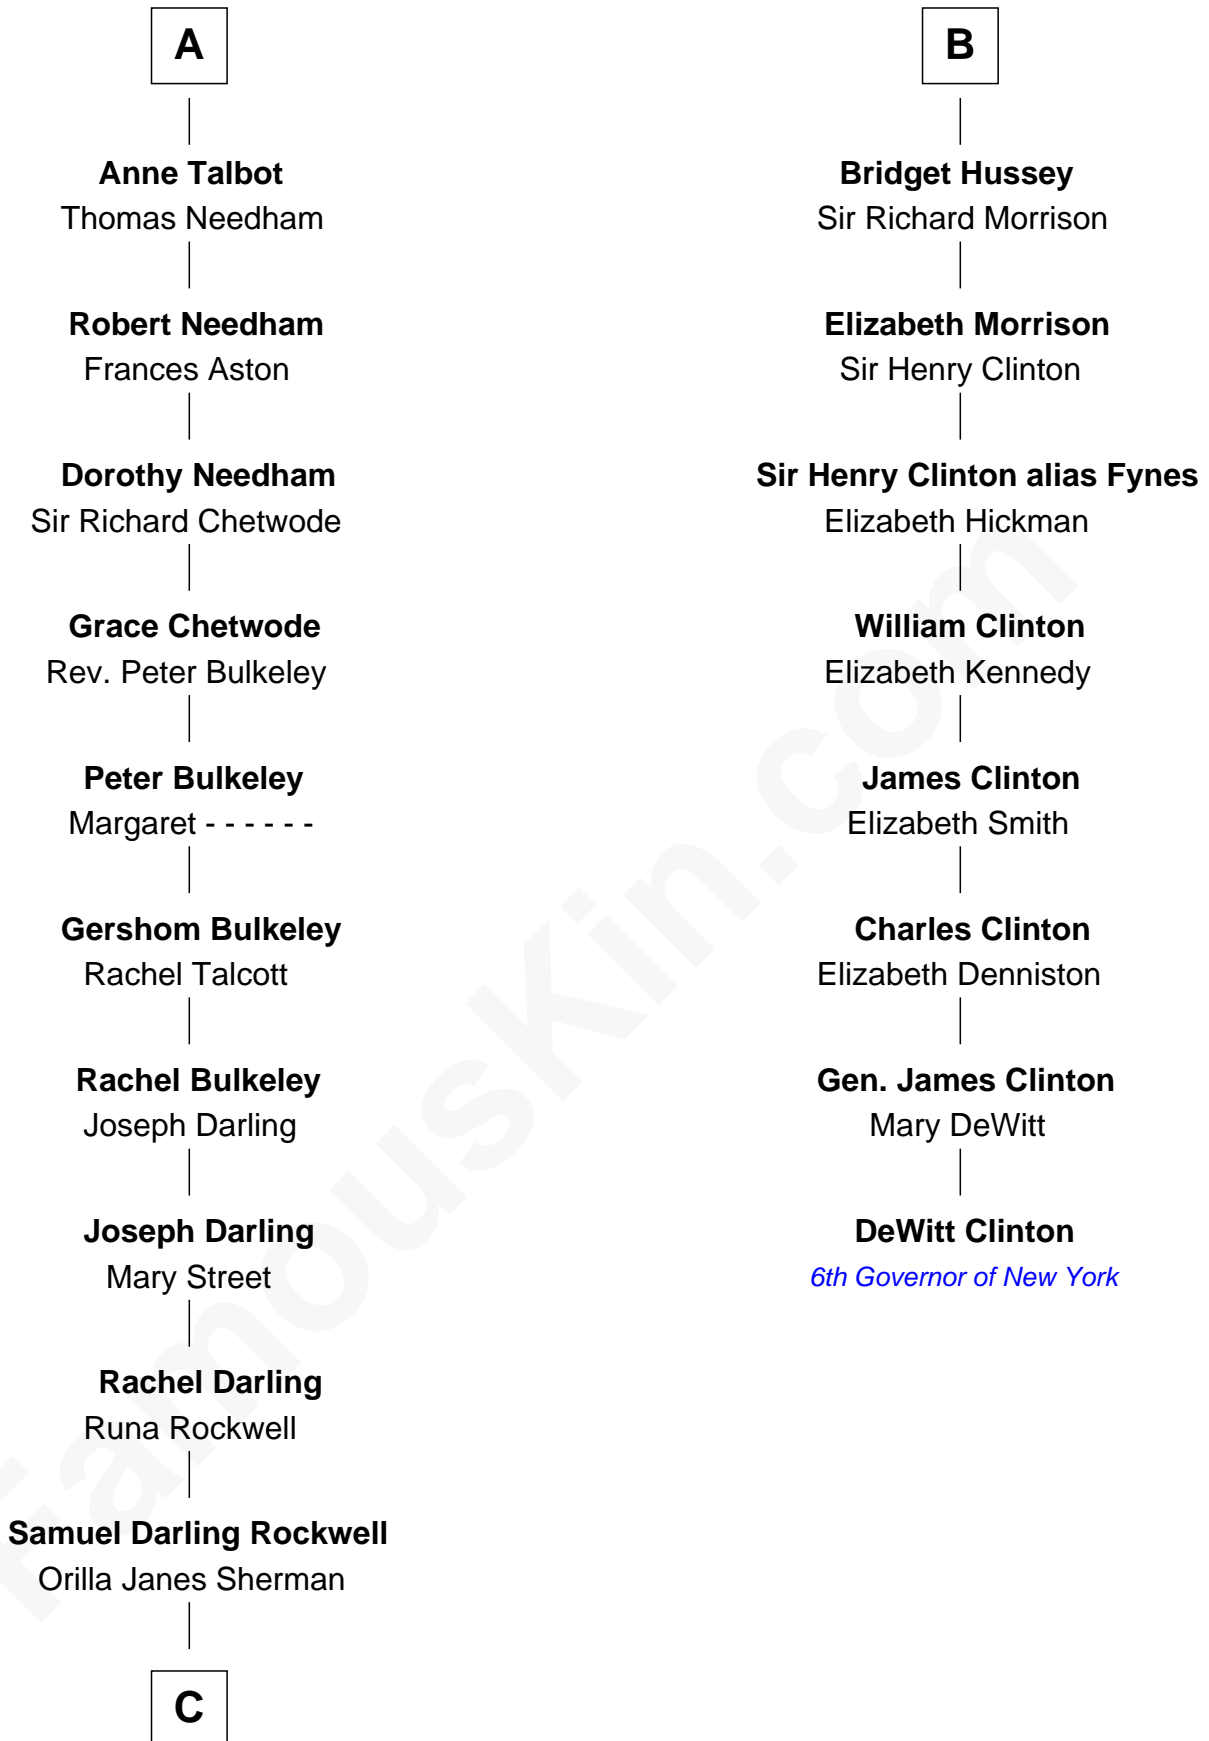 A
Anne Talbot
Thomas Needham
Robert Needham
Frances Aston
Dorothy Needham
Sir Richard Chetwode
Grace Chetwode
Rev. Peter Bulkeley
Peter Bulkeley
Margaret - - - - - -
Gershom Bulkeley
Rachel Talcott
Rachel Bulkeley
Joseph Darling
Joseph Darling
Mary Street
Rachel Darling
Runa Rockwell
Samuel Darling Rockwell
Orilla Janes Sherman
C
B
Bridget Hussey
Sir Richard Morrison
Elizabeth Morrison
Sir Henry Clinton
Sir Henry Clinton alias Fynes
Elizabeth Hickman
William Clinton
Elizabeth Kennedy
James Clinton
Elizabeth Smith
Charles Clinton
Elizabeth Denniston
Gen. James Clinton
Mary DeWitt
DeWitt Clinton
6th Governor of New York
FamousKin.com